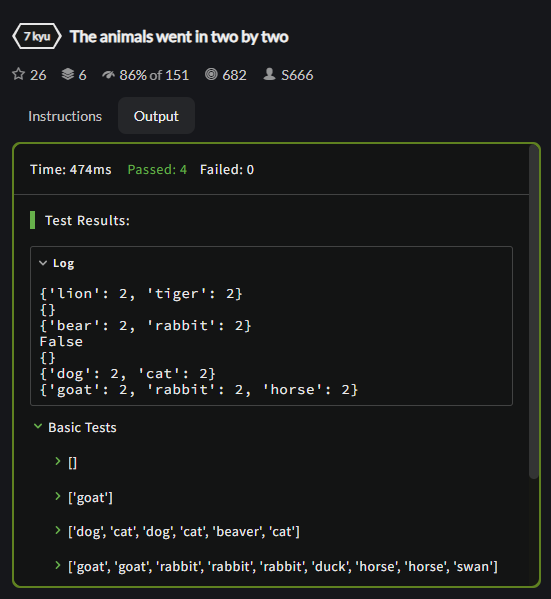 7 kyu The animals went in two by two
26 6 86% of 151 682 S666
Instructions Output
Time: 474ms Passed: 4 Failed: 0
Test Results:
Log
{'lion': 2, 'tiger': 2}
{}
{'bear': 2, 'rabbit': 2}
False
{}
{'dog': 2, 'cat': 2}
{'goat': 2, 'rabbit': 2, 'horse': 2}
Basic Tests
[]
['goat']
['dog', 'cat', 'dog', 'cat', 'beaver', 'cat']
['goat', 'goat', 'rabbit', 'rabbit', 'rabbit', 'duck', 'horse', 'horse', 'swan']